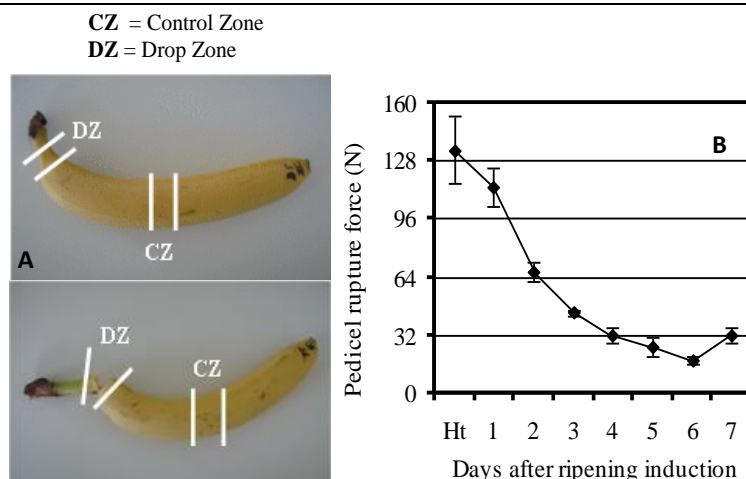 CZ = Control Zone
DZ = Drop Zone
DZ
CZ
A
DZ
CZ
B
Pedicel rupture force (N)
160
128
96
64
32
0
Ht 1 2 3 4 5 6 7
Days after ripening induction